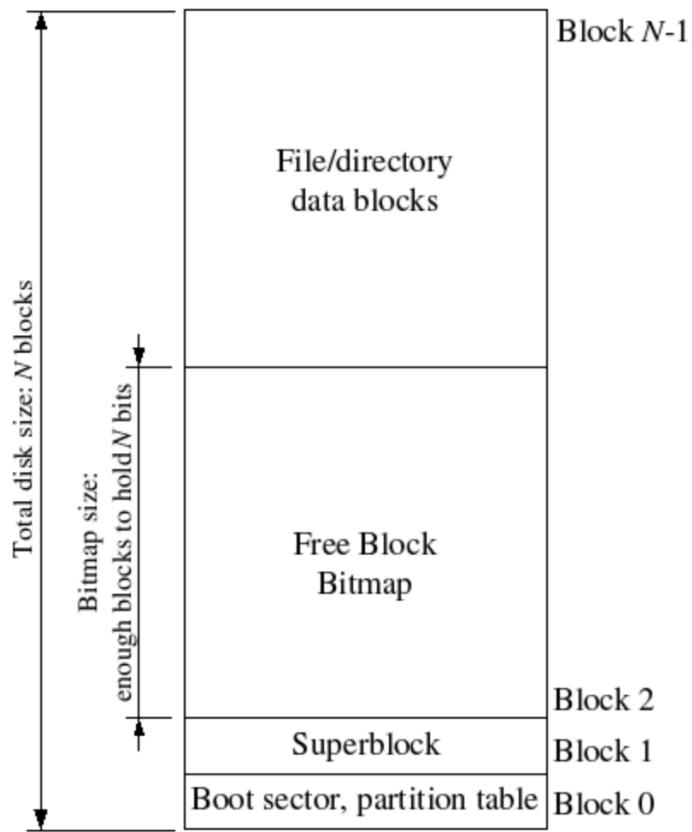 Block N-1
File/directory
data blocks
Total disk size: N blocks
Bitmap size:
enough blocks to hold N bits
Free Block
Bitmap
Block 2
Superblock
Block 1
Boot sector, partition table
Block 0